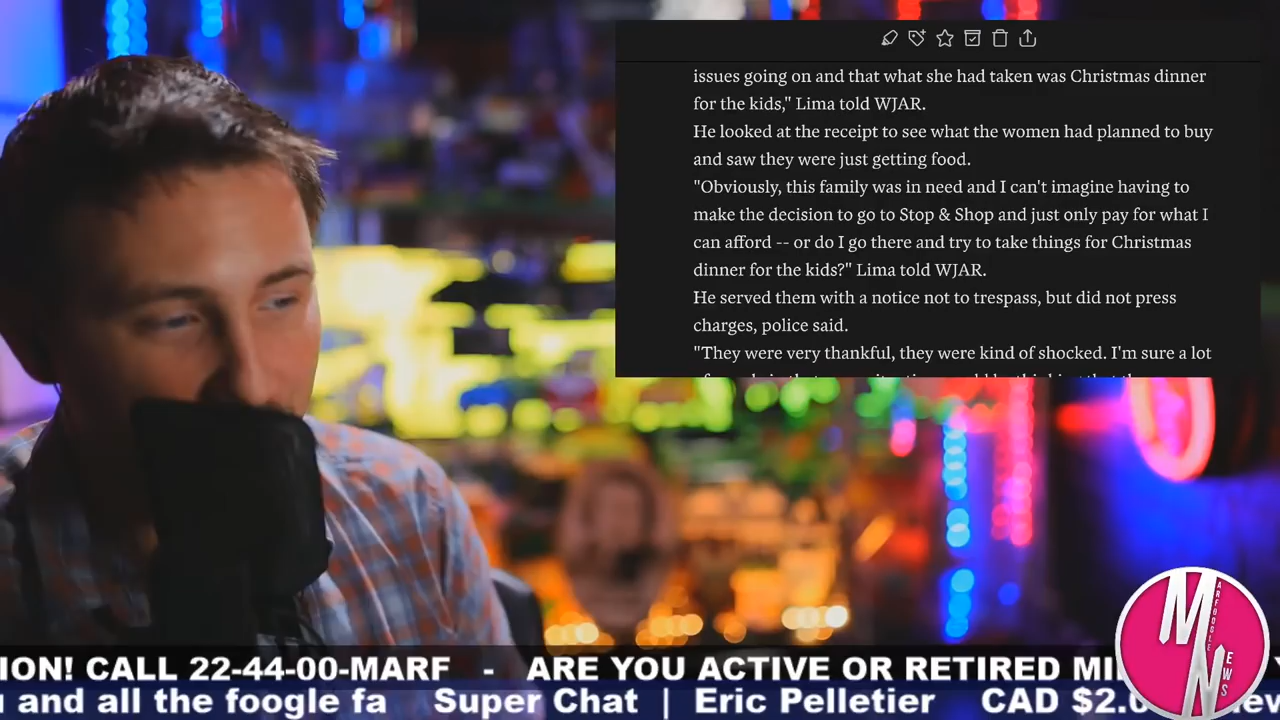 issues going on and that what she had taken was Christmas dinner
for the kids," Lima told WJAR.
He looked at the receipt to see what the women had planned to buy
and saw they were just getting food.
"Obviously, this family was in need and I can't imagine having to
make the decision to go to Stop & Shop and just only pay for what I
can afford -- or do I go there and try to take things for Christmas
dinner for the kids?" Lima told WJAR.
He served them with a notice not to trespass, but did not press
charges, police said.
"They were very thankful, they were kind of shocked. I'm sure a lot
ION! CALL 22-44-00-MARF - ARE YOU ACTIVE OR RETIRED MI
and all the foogle fa Super Chat | Eric Pelletier CAD $2.0
MARFOOGLE
NEWS